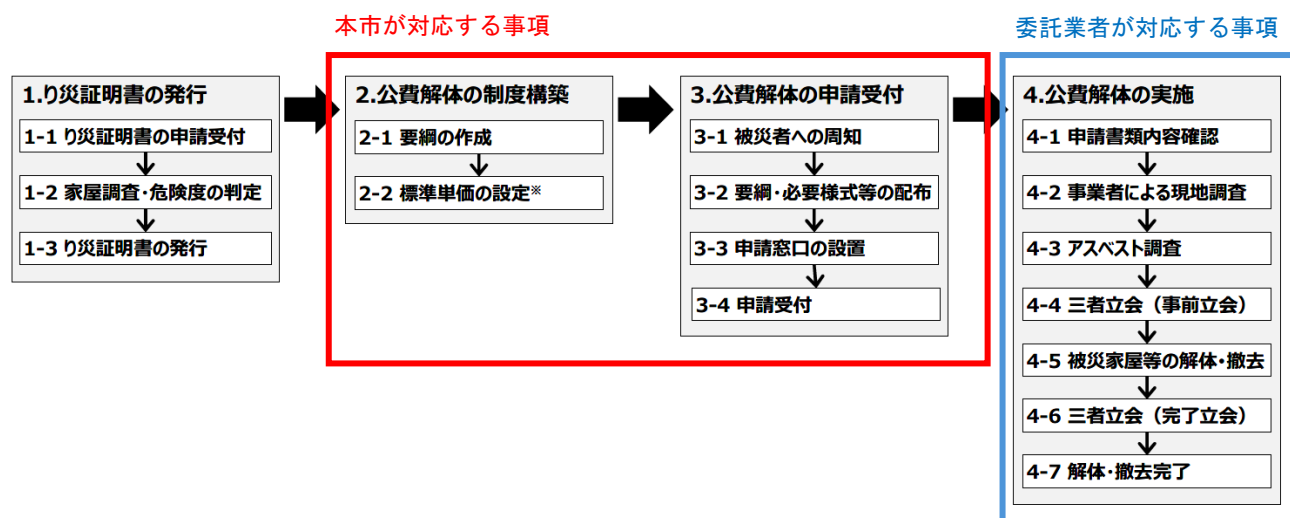 本市が対応する事項
委託業者が対応する事項
1.り災証明書の発行
1-1 り災証明書の申請受付
1-2 家屋調査・危険度の判定
1-3 り災証明書の発行
2.公費解体の制度構築
2-1 要綱の作成
2-2 標準単価の設定※
3.公費解体の申請受付
3-1 被災者への周知
3-2 要綱・必要様式等の配布
3-3 申請窓口の設置
3-4 申請受付
4.公費解体の実施
4-1 申請書類内容確認
4-2 事業者による現地調査
4-3 アスベスト調査
4-4 三者立会（事前立会）
4-5 被災家屋等の解体・撤去
4-6 三者立会（完了立会）
4-7 解体・撤去完了